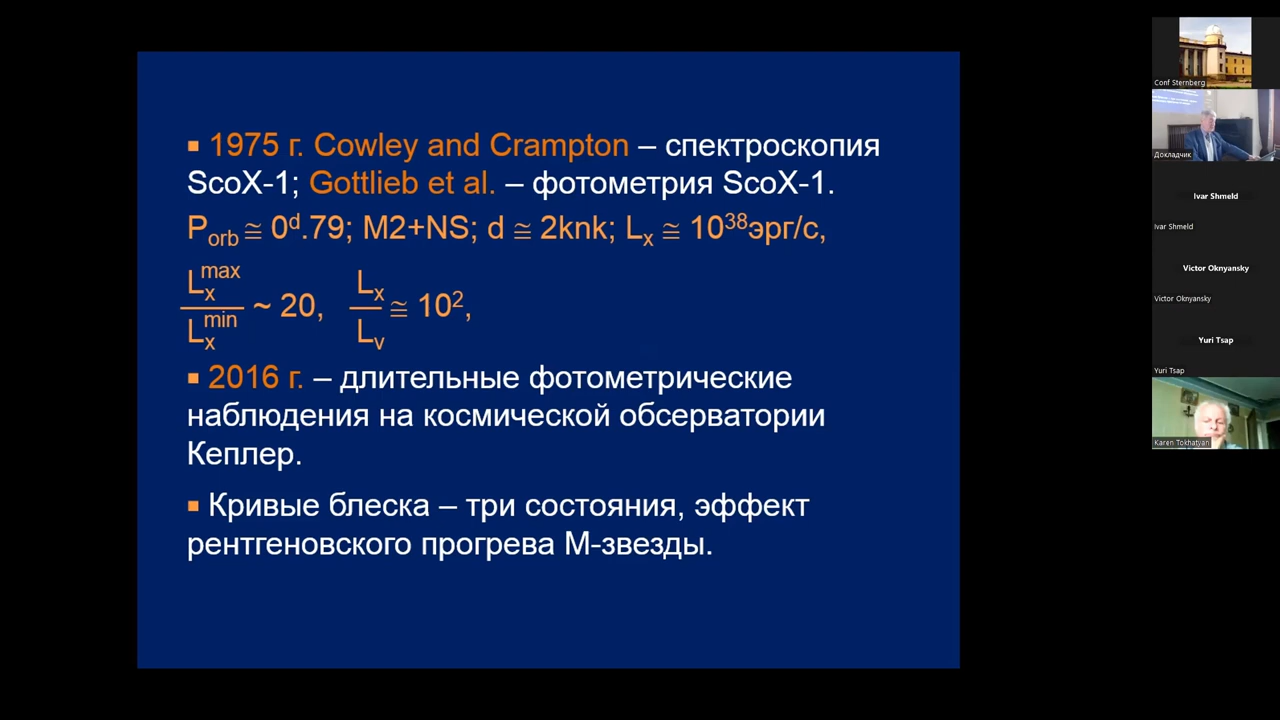 ▪ 1975 г. Cowley and Crampton – спектроскопия
ScoX-1; Gottlieb et al. – фотометрия ScoX-1.
P_orb ≅ 0^d.79; M2+NS; d ≅ 2knк; L_x ≅ 10^38эрг/с,
L_x^max / L_x^min ~ 20, L_x / L_v ≅ 10^2,
▪ 2016 г. – длительные фотометрические
наблюдения на космической обсерватории
Кеплер.
▪ Кривые блеска – три состояния, эффект
рентгеновского прогрева М-звезды.
Conf Sternberg
Докладчик
Ivar Shmeld
Ivar Shmeld
Victor Oknyansky
Victor Oknyansky
Yuri Tsap
Yuri Tsap
Karen Tokhatyan